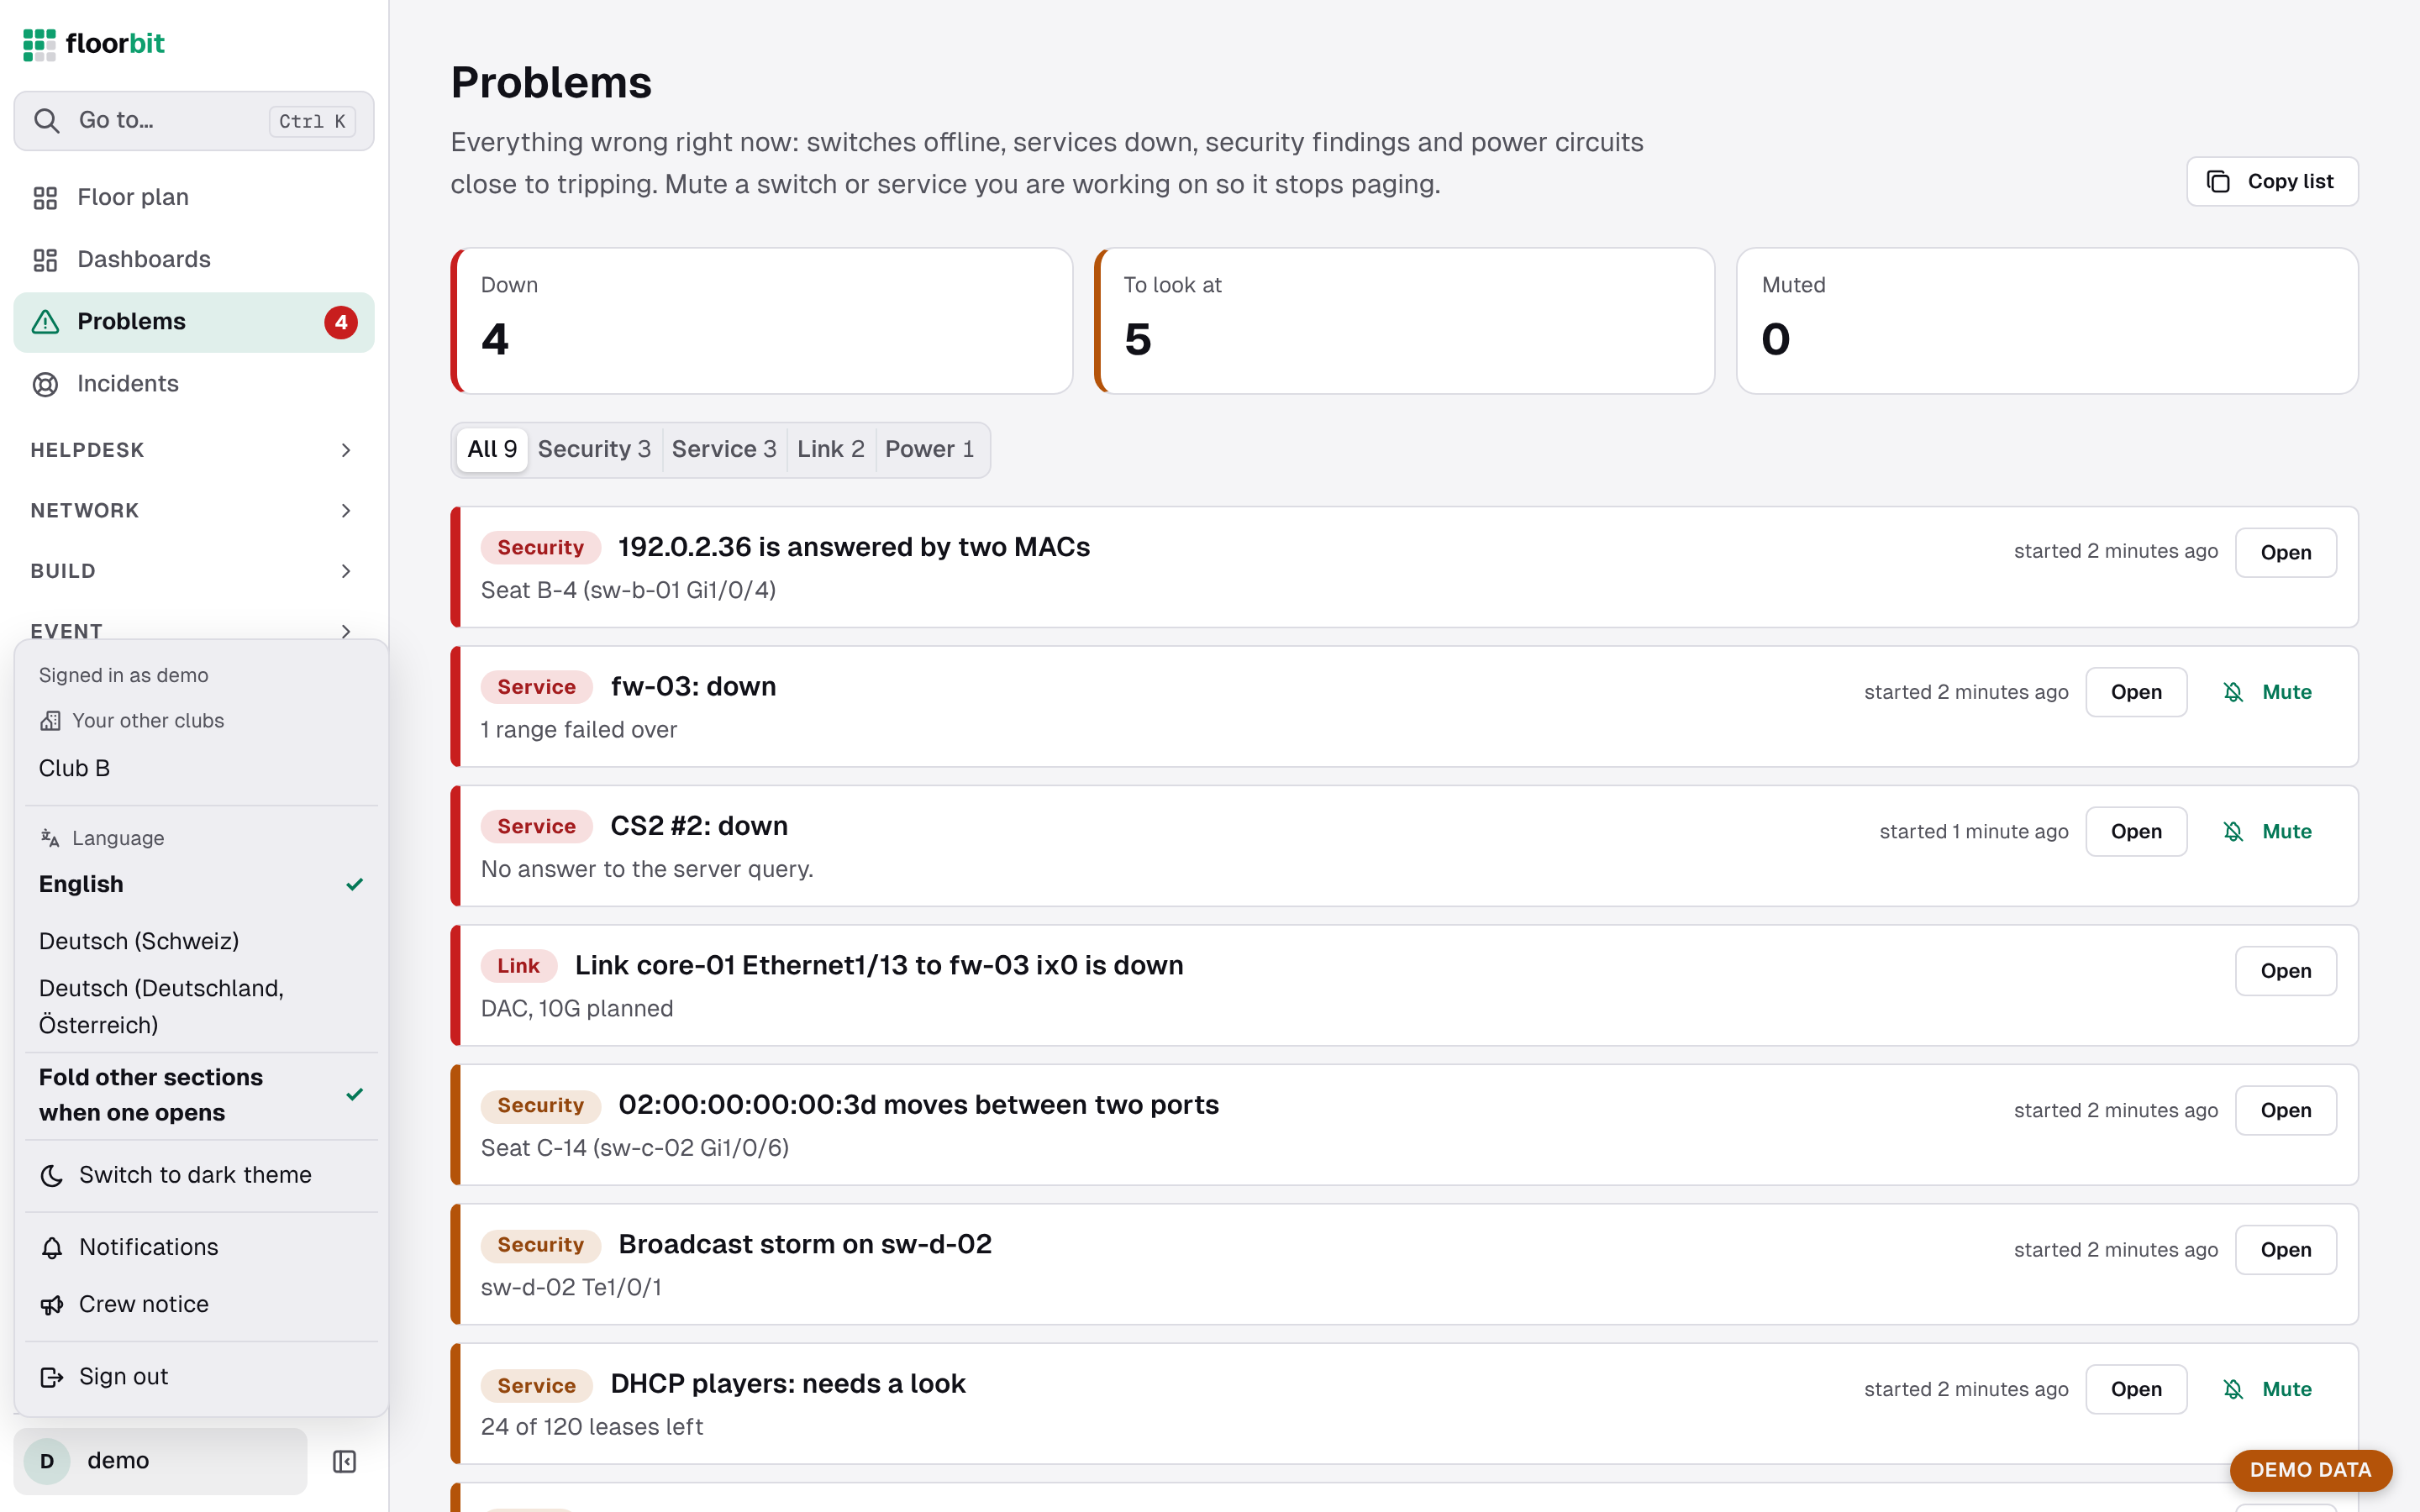 floorbit
Go to...
Ctrl K
Floor plan
Dashboards
Problems
4
Incidents
HELPDESK
NETWORK
BUILD
EVENT
Signed in as demo
Your other clubs
Club B
Language
English
Deutsch (Schweiz)
Deutsch (Deutschland,
Österreich)
Fold other sections
when one opens
Switch to dark theme
Notifications
Crew notice
Sign out
D
demo
Problems
Everything wrong right now: switches offline, services down, security findings and power circuits
close to tripping. Mute a switch or service you are working on so it stops paging.
Copy list
Down
4
To look at
5
Muted
0
All 9
Security 3
Service 3
Link 2
Power 1
Security
192.0.2.36 is answered by two MACs
started 2 minutes ago
Open
Seat B-4 (sw-b-01 Gi1/0/4)
Service
fw-03: down
started 2 minutes ago
Open
Mute
1 range failed over
Service
CS2 #2: down
started 1 minute ago
Open
Mute
No answer to the server query.
Link
Link core-01 Ethernet1/13 to fw-03 ix0 is down
Open
DAC, 10G planned
Security
02:00:00:00:00:3d moves between two ports
started 2 minutes ago
Open
Seat C-14 (sw-c-02 Gi1/0/6)
Security
Broadcast storm on sw-d-02
started 2 minutes ago
Open
sw-d-02 Te1/0/1
Service
DHCP players: needs a look
started 2 minutes ago
Open
Mute
24 of 120 leases left
DEMO DATA